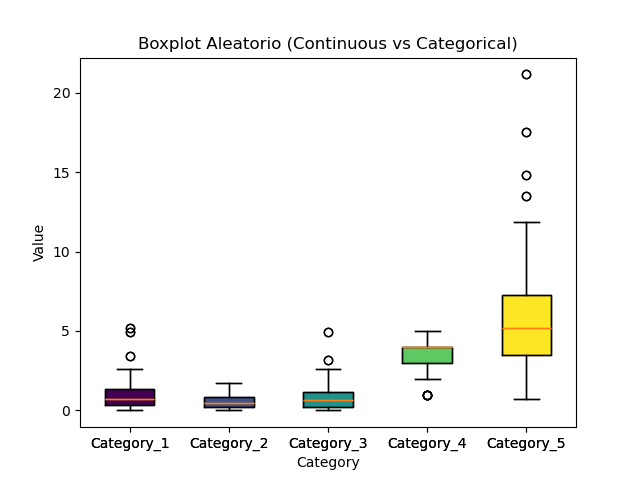 Boxplot Aleatorio (Continuous vs Categorical)
20
15
10
5
0
Value
Category_1 Category_2 Category_3 Category_4 Category_5
Category